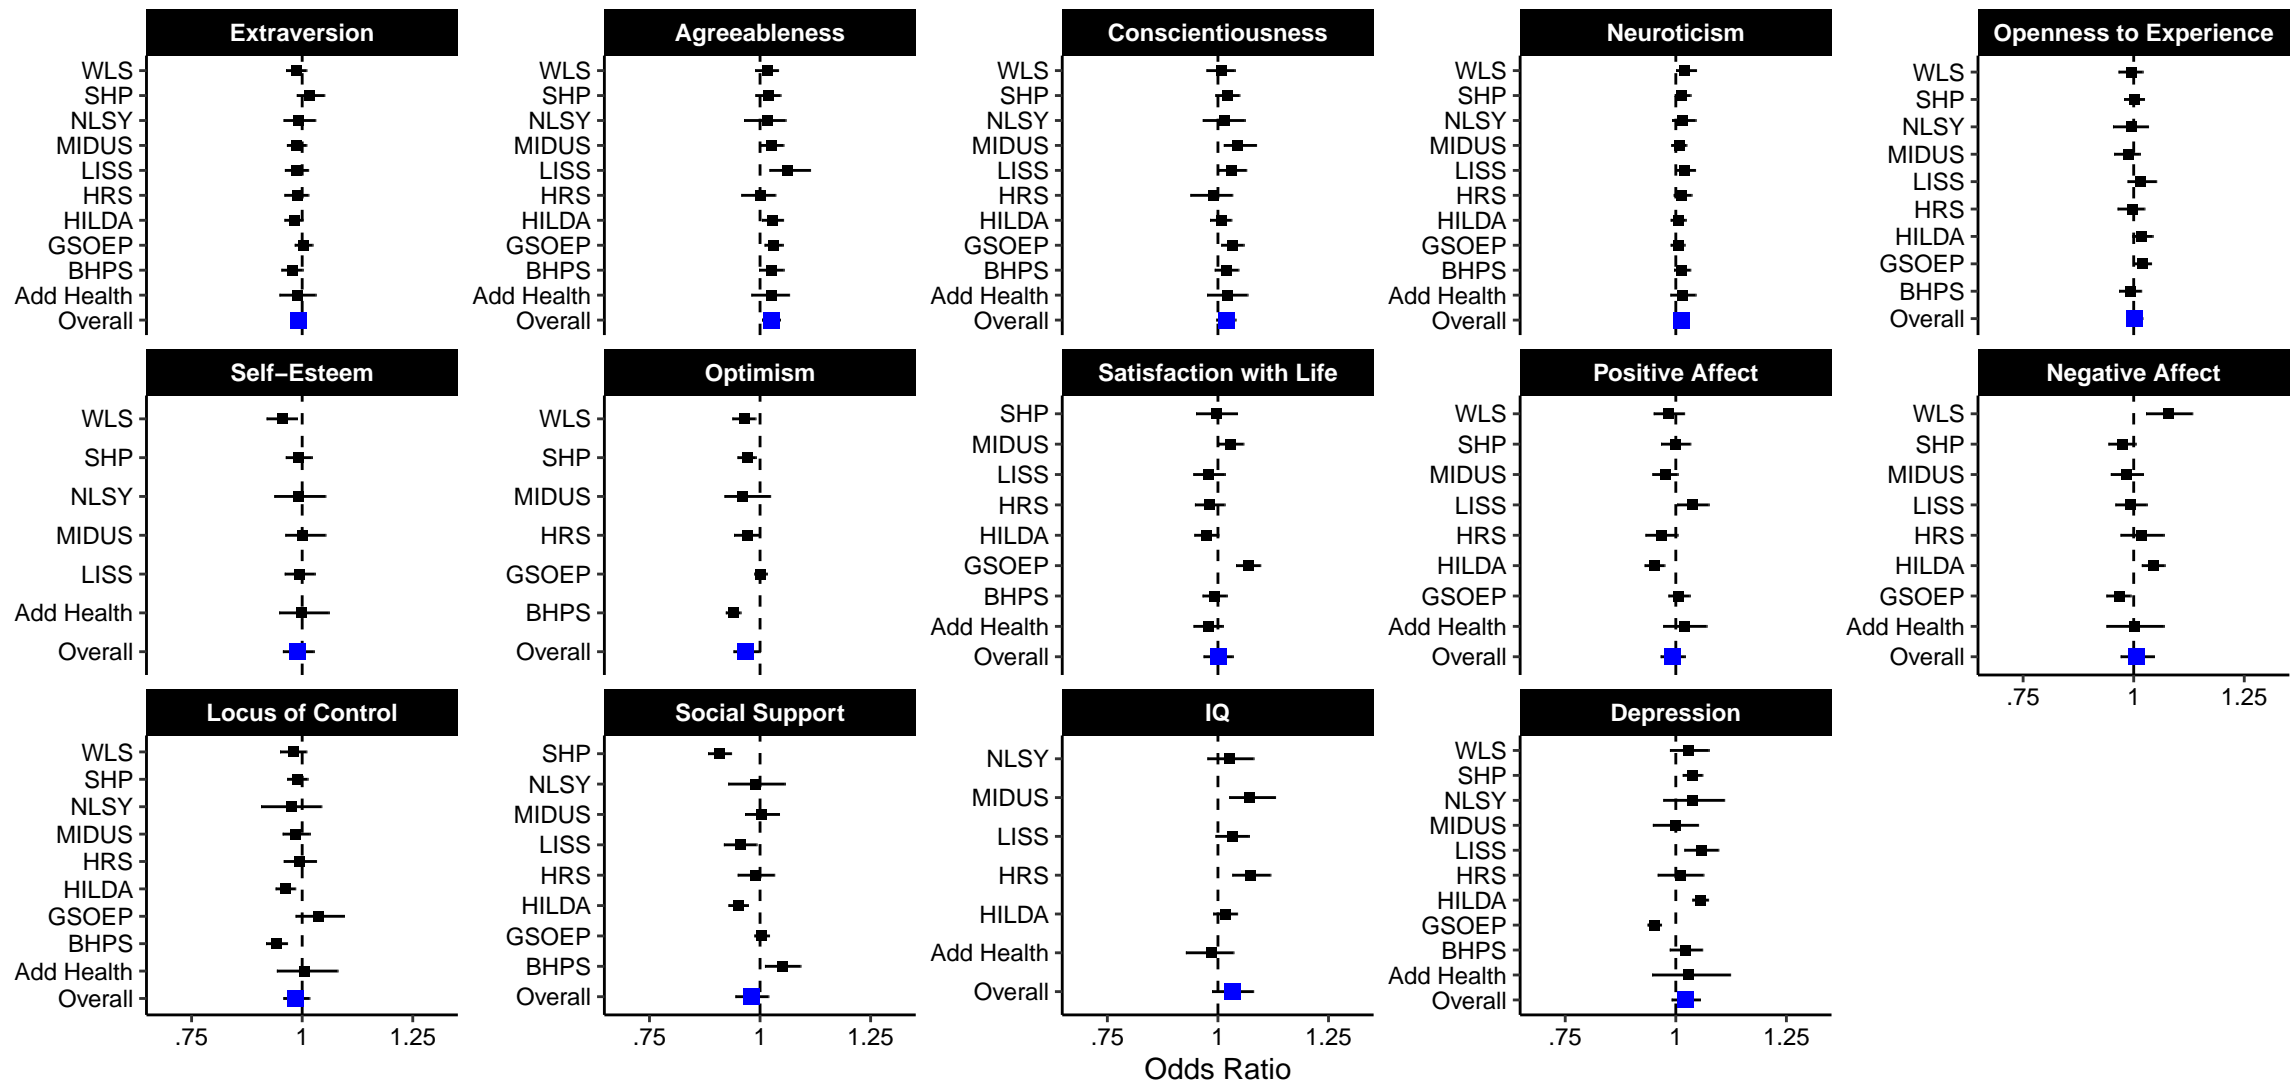 Extraversion
WLS
SHP
NLSY
MIDUS
LISS
HRS
HILDA
GSOEP
BHPS
Add Health
Overall
Agreeableness
WLS
SHP
NLSY
MIDUS
LISS
HRS
HILDA
GSOEP
BHPS
Add Health
Overall
Conscientiousness
WLS
SHP
NLSY
MIDUS
LISS
HRS
HILDA
GSOEP
BHPS
Add Health
Overall
Neuroticism
WLS
SHP
NLSY
MIDUS
LISS
HRS
HILDA
GSOEP
BHPS
Add Health
Overall
Openness to Experience
WLS
SHP
NLSY
MIDUS
LISS
HRS
HILDA
GSOEP
BHPS
Overall
Self−Esteem
WLS
SHP
NLSY
MIDUS
LISS
Add Health
Overall
Optimism
WLS
SHP
MIDUS
HRS
GSOEP
BHPS
Overall
Satisfaction with Life
SHP
MIDUS
LISS
HRS
HILDA
GSOEP
BHPS
Add Health
Overall
Positive Affect
WLS
SHP
MIDUS
LISS
HRS
HILDA
GSOEP
Add Health
Overall
Negative Affect
WLS
SHP
MIDUS
LISS
HRS
HILDA
GSOEP
Add Health
Overall
.75 1 1.25
Locus of Control
WLS
SHP
NLSY
MIDUS
HRS
HILDA
GSOEP
BHPS
Add Health
Overall
.75 1 1.25
Social Support
SHP
NLSY
MIDUS
LISS
HRS
HILDA
GSOEP
BHPS
Overall
.75 1 1.25
IQ
NLSY
MIDUS
LISS
HRS
HILDA
Add Health
Overall
.75 1 1.25
Depression
WLS
SHP
NLSY
MIDUS
LISS
HRS
HILDA
GSOEP
BHPS
Add Health
Overall
.75 1 1.25
Odds Ratio